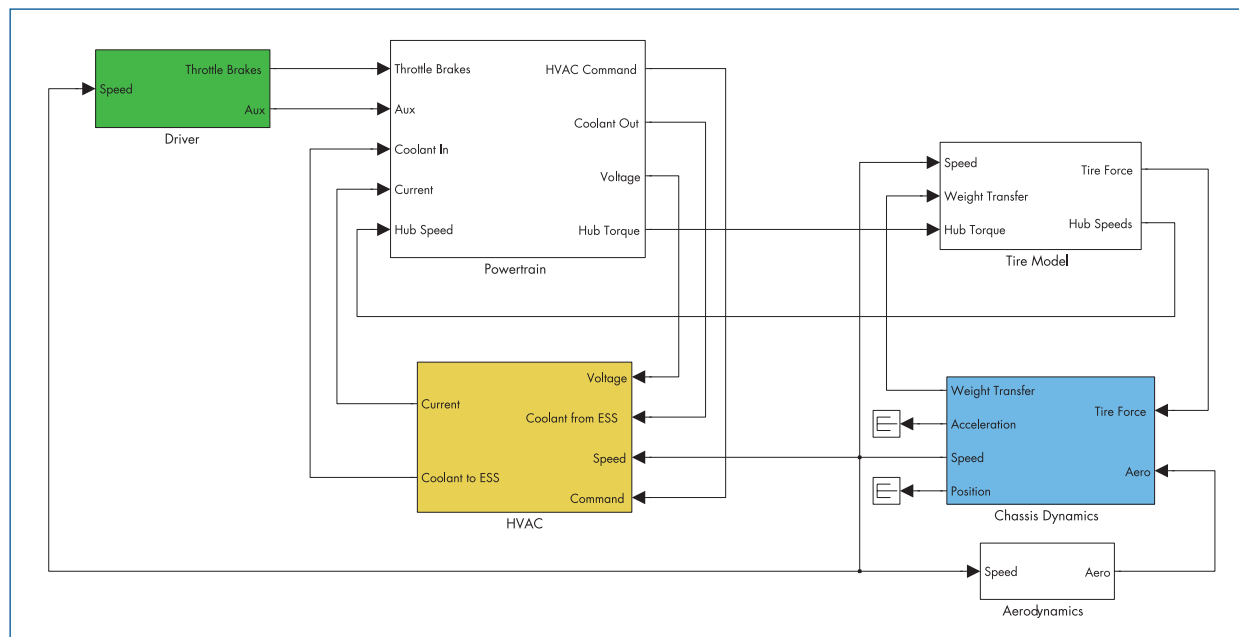 Throttle Brakes
Speed
Aux
Driver
Throttle Brakes
HVAC Command
Aux
Coolant Out
Coolant In
Voltage
Current
Hub Speed
Hub Torque
Powertrain
Speed
Tire Force
Weight Transfer
Hub Speeds
Hub Torque
Tire Model
Voltage
Current
Coolant from ESS
Speed
Coolant to ESS
Command
HVAC
Weight Transfer
Tire Force
Acceleration
Speed
Aero
Position
Chassis Dynamics
Speed
Aero
Aerodynamics